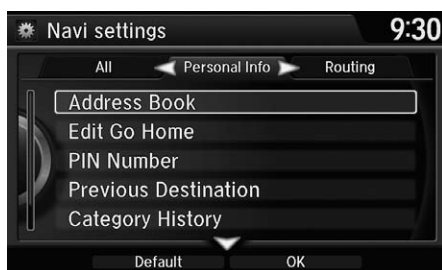 Navi settings 9:30
All Personal Info Routing
Address Book
Edit Go Home
PIN Number
Previous Destination
Category History
Default OK